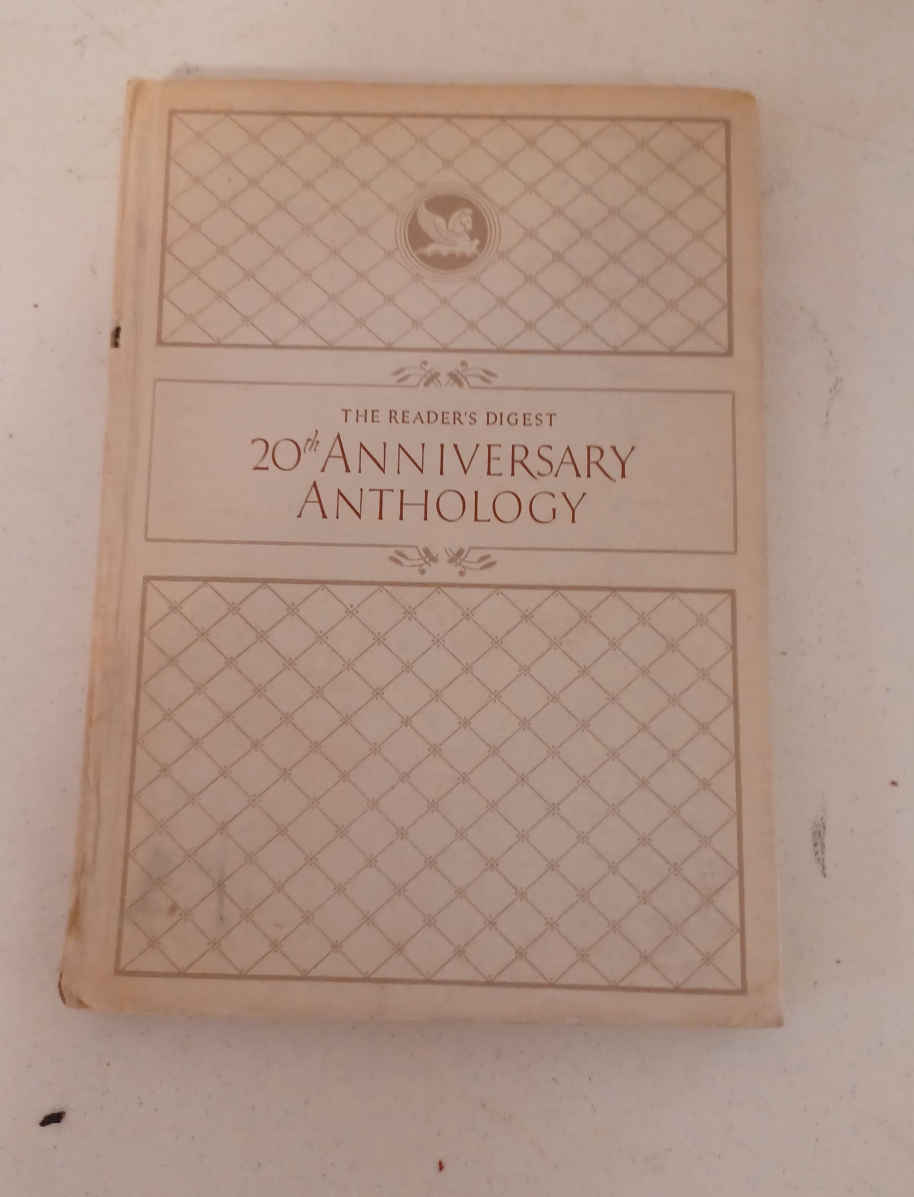 THE READER'S DIGEST
20th ANNIVERSARY
ANTHOLOGY